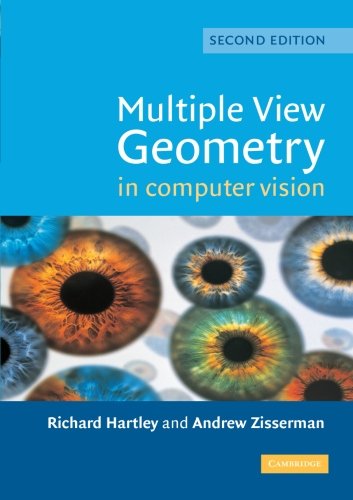 SECOND EDITION
Multiple View
Geometry
in computer vision
Richard Hartley and Andrew Zisserman
CAMBRIDGE